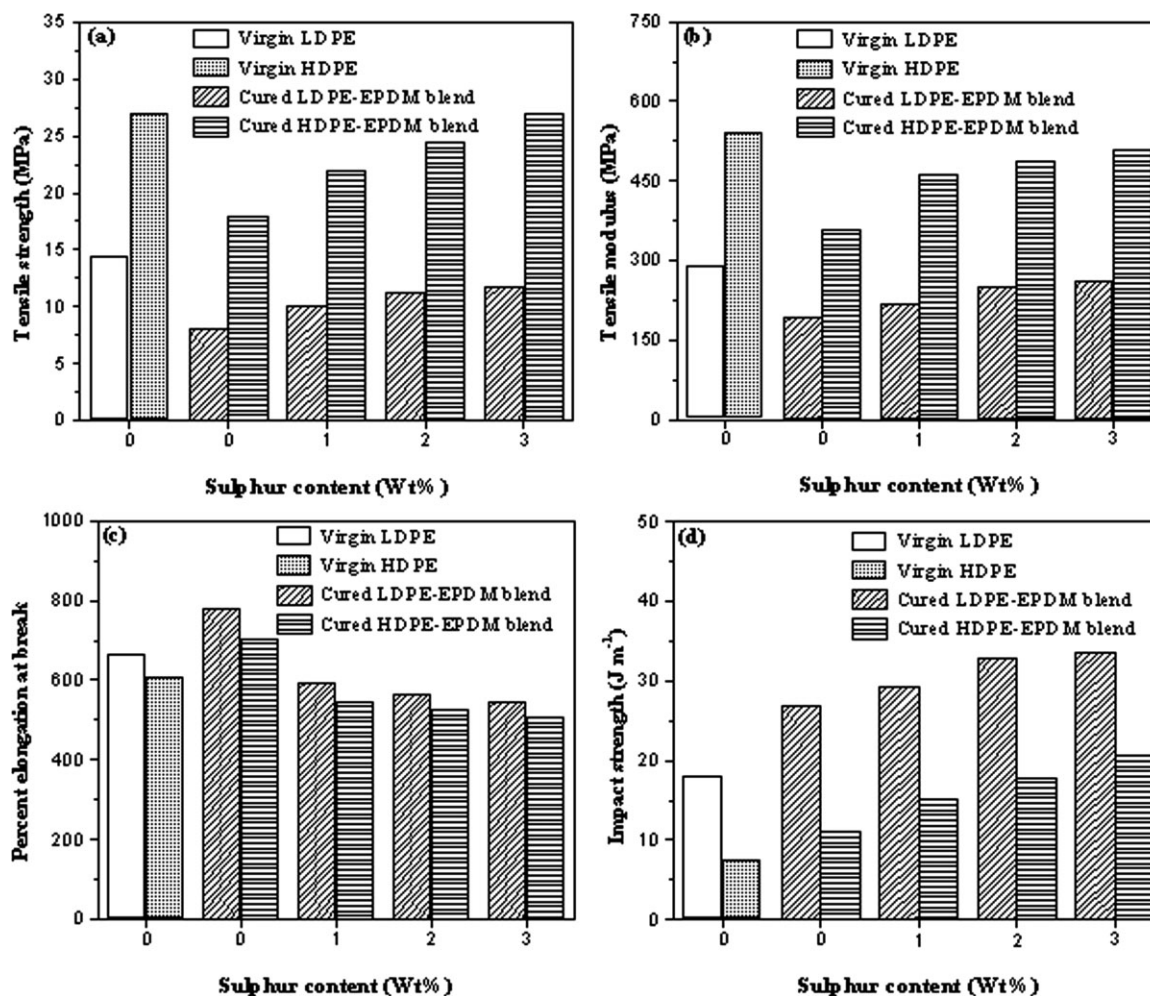 (a)
Virgin LDPE
Virgin HDPE
Cured LDPE-EPDM blend
Cured HDPE-EPDM blend
Tensile strength (MPa)
35
30
25
20
15
10
5
0
0 0 1 2 3
Sulphur content (Wt%)
(b)
Virgin LDPE
Virgin HDPE
Cured LDPE-EPDM blend
Cured HDPE-EPDM blend
Tensile modulus (MPa)
750
600
450
300
150
0
0 0 1 2 3
Sulphur content (Wt%)
(c)
Virgin LDPE
Virgin HDPE
Cured LDPE-EPDM blend
Cured HDPE-EPDM blend
Percent elongation at break
1000
800
600
400
200
0
0 0 1 2 3
Sulphur content (Wt%)
(d)
Virgin LDPE
Virgin HDPE
Cured LDPE-EPDM blend
Cured HDPE-EPDM blend
Impact strength (J m⁻¹)
50
40
30
20
10
0
0 0 1 2 3
Sulphur content (Wt%)